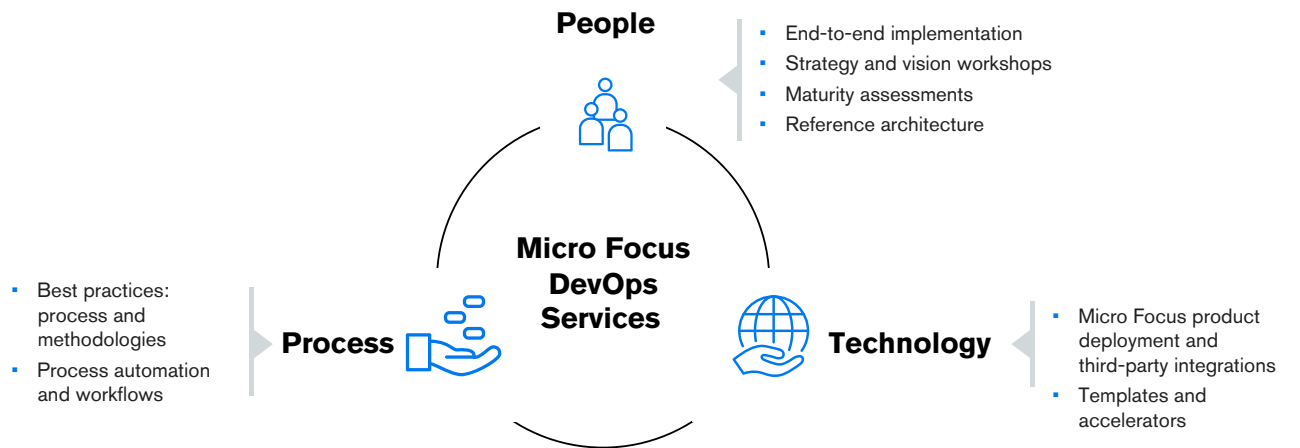 People
▪ End-to-end implementation
▪ Strategy and vision workshops
▪ Maturity assessments
▪ Reference architecture
Micro Focus
DevOps
Services
▪ Best practices:
process and
methodologies
▪ Process automation
and workflows
Process
Technology
▪ Micro Focus product
deployment and
third-party integrations
▪ Templates and
accelerators